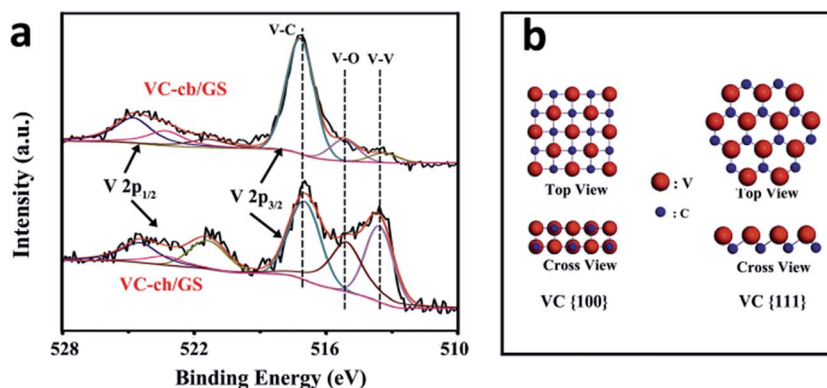 a
V-C
V-O
V-V
VC-cb/GS
V 2p1/2
V 2p3/2
VC-ch/GS
Intensity (a.u.)
528
522
516
510
Binding Energy (eV)
b
Top View
Top View
: V
: C
Cross View
Cross View
VC {100}
VC {111}